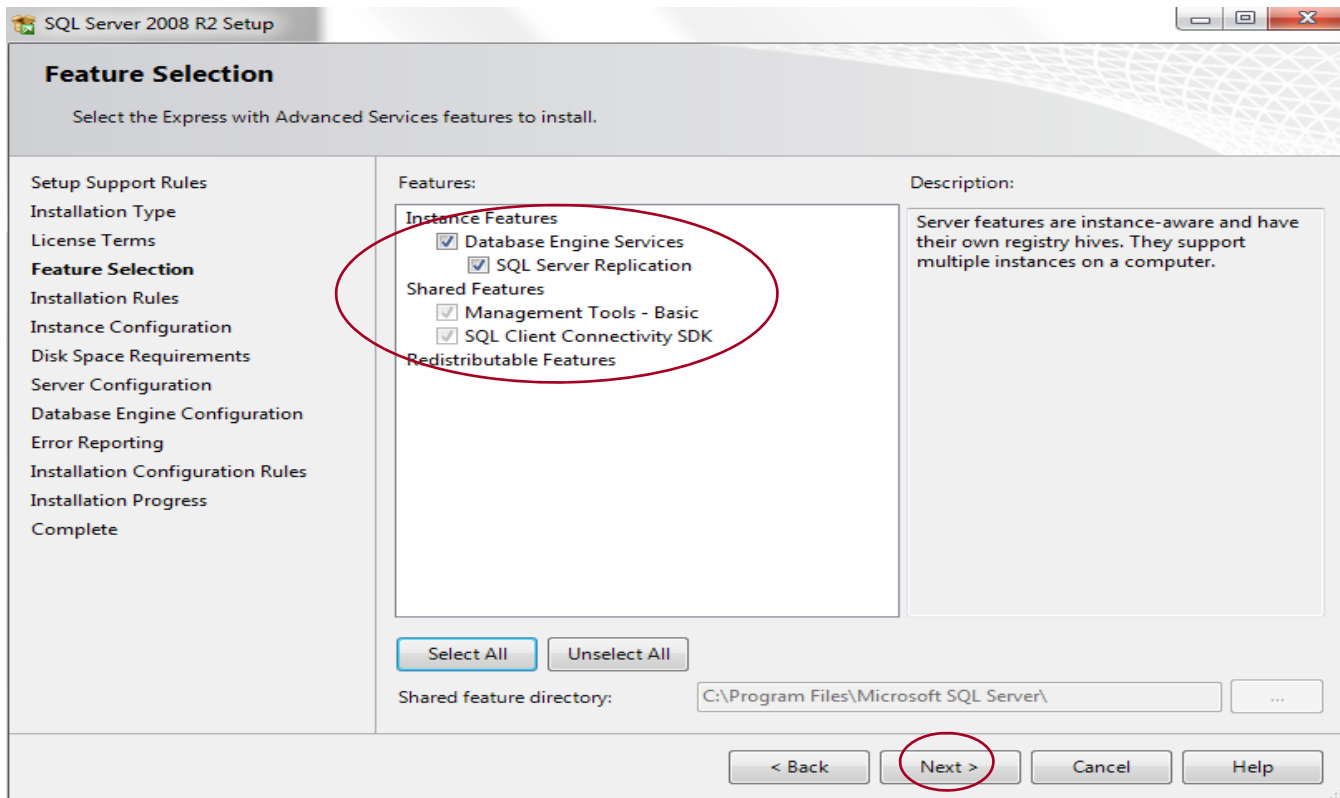 SQL Server 2008 R2 Setup
Feature Selection
Select the Express with Advanced Services features to install.
Setup Support Rules
Installation Type
License Terms
Feature Selection
Installation Rules
Instance Configuration
Disk Space Requirements
Server Configuration
Database Engine Configuration
Error Reporting
Installation Configuration Rules
Installation Progress
Complete
Features:
Instance Features
Database Engine Services
SQL Server Replication
Shared Features
Management Tools - Basic
SQL Client Connectivity SDK
Redistributable Features
Description:
Server features are instance-aware and have
their own registry hives. They support
multiple instances on a computer.
Select All
Unselect All
Shared feature directory:
C:\Program Files\Microsoft SQL Server\
...
< Back
Next >
Cancel
Help